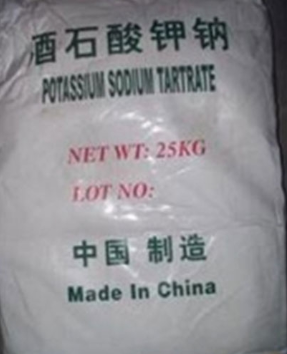 酒石酸钾钠
POTASSIUM SODIUM TARTRATE
NET WT: 25KG
LOT NO:
中国 制造
Made In China